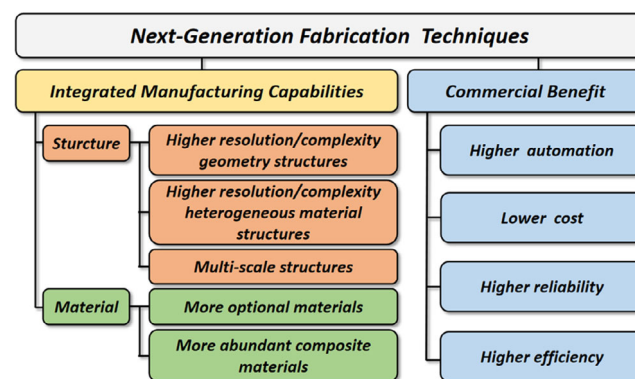 Next-Generation Fabrication Techniques
Integrated Manufacturing Capabilities
Commercial Benefit
Sturcture
Higher resolution/complexity
geometry structures
Higher resolution/complexity
heterogeneous material
structures
Multi-scale structures
Material
More optional materials
More abundant composite
materials
Higher automation
Lower cost
Higher reliability
Higher efficiency